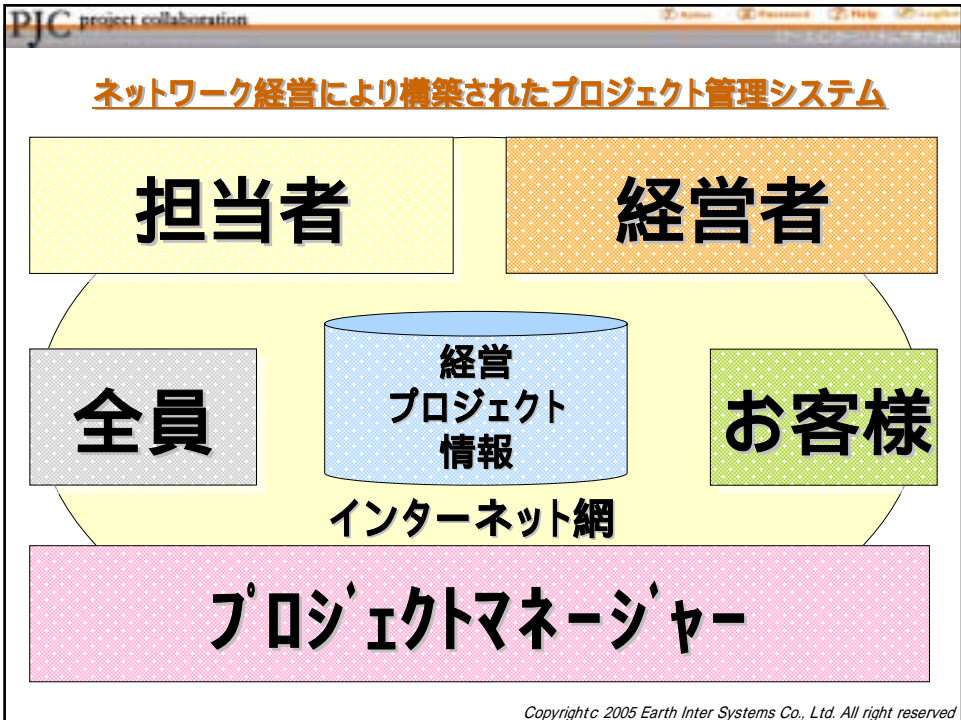 PJC project collaboration
Help
ネットワーク経営により構築されたプロジェクト管理システム
担当者
経営者
経営
プロジェクト
情報
全員
お客様
インターネット網
プロジェクトマネージャー
Copyrightc 2005 Earth Inter Systems Co., Ltd. All right reserved